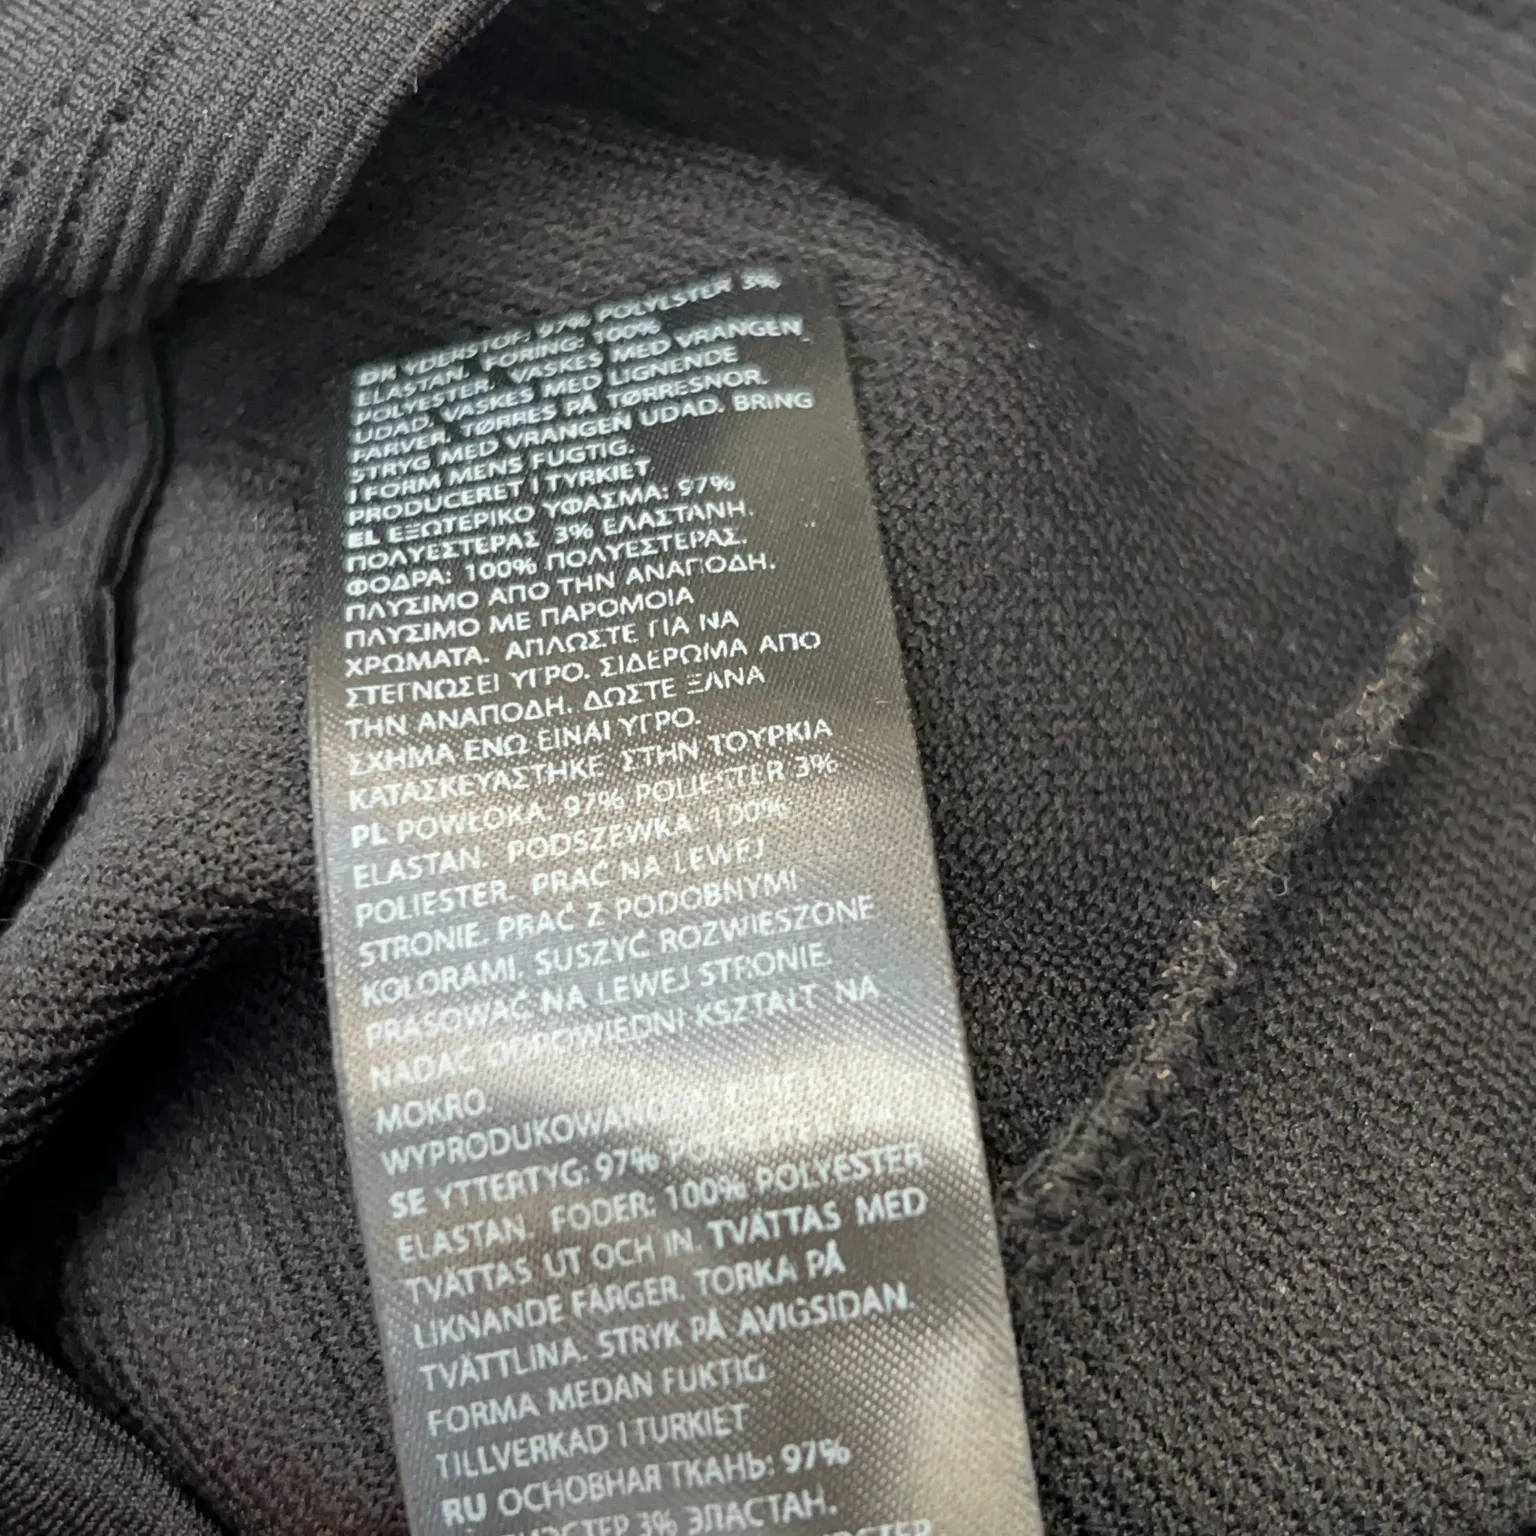 DK YDERSTOF: 97% POLYESTER 3%
ELASTAN. FORING: 100%
POLYESTER. VASKES MED VRANGEN
UDAD. VASKES MED LIGNENDE
FARVER. TØRRES PÅ TØRRESNOR.
STRYG MED VRANGEN UDAD. BRING
I FORM MENS FUGTIG.
PRODUCERET I TYRKIET
EL ΕΞΩΤΕΡΙΚΟ ΥΦΑΣΜΑ: 97%
ΠΟΛΥΕΣΤΕΡΑΣ 3% ΕΛΑΣΤΑΝΗ.
ΦΟΔΡΑ: 100% ΠΟΛΥΕΣΤΕΡΑΣ.
ΠΛΥΣΙΜΟ ΑΠΟ ΤΗΝ ΑΝΑΠΟΔΗ.
ΠΛΥΣΙΜΟ ΜΕ ΠΑΡΟΜΟΙΑ
ΧΡΩΜΑΤΑ. ΑΠΛΩΣΤΕ ΓΙΑ ΝΑ
ΣΤΕΓΝΩΣΕΙ ΥΓΡΟ. ΣΙΔΕΡΩΜΑ ΑΠΟ
ΤΗΝ ΑΝΑΠΟΔΗ. ΔΩΣΤΕ ΞΑΝΑ
ΣΧΗΜΑ ΕΝΩ ΕΙΝΑΙ ΥΓΡΟ.
ΚΑΤΑΣΚΕΥΑΣΤΗΚΕ ΣΤΗΝ ΤΟΥΡΚΙΑ
PL POWŁOKA: 97% POLIESTER 3%
ELASTAN. PODSZEWKA: 100%
POLIESTER. PRAĆ NA LEWEJ
STRONIE. PRAĆ Z PODOBNYMI
KOLORAMI. SUSZYĆ ROZWIESZONE
PRASOWAĆ NA LEWEJ STRONIE.
NADAĆ ODPOWIEDNI KSZTAŁT NA
MOKRO.
WYPRODUKOWANO
SE YTTERTYG: 97%
ELASTAN. FODER: 100% POLYESTER
TVÄTTAS UT OCH IN. TVÄTTAS MED
LIKNANDE FÄRGER. TORKA PÅ
TVÄTTLINA. STRYK PÅ AVIGSIDAN.
FORMA MEDAN FUKTIG.
TILLVERKAD I TURKIET
RU ОСНОВНАЯ ТКАНЬ: 97%
3% ЭЛАСТАН.